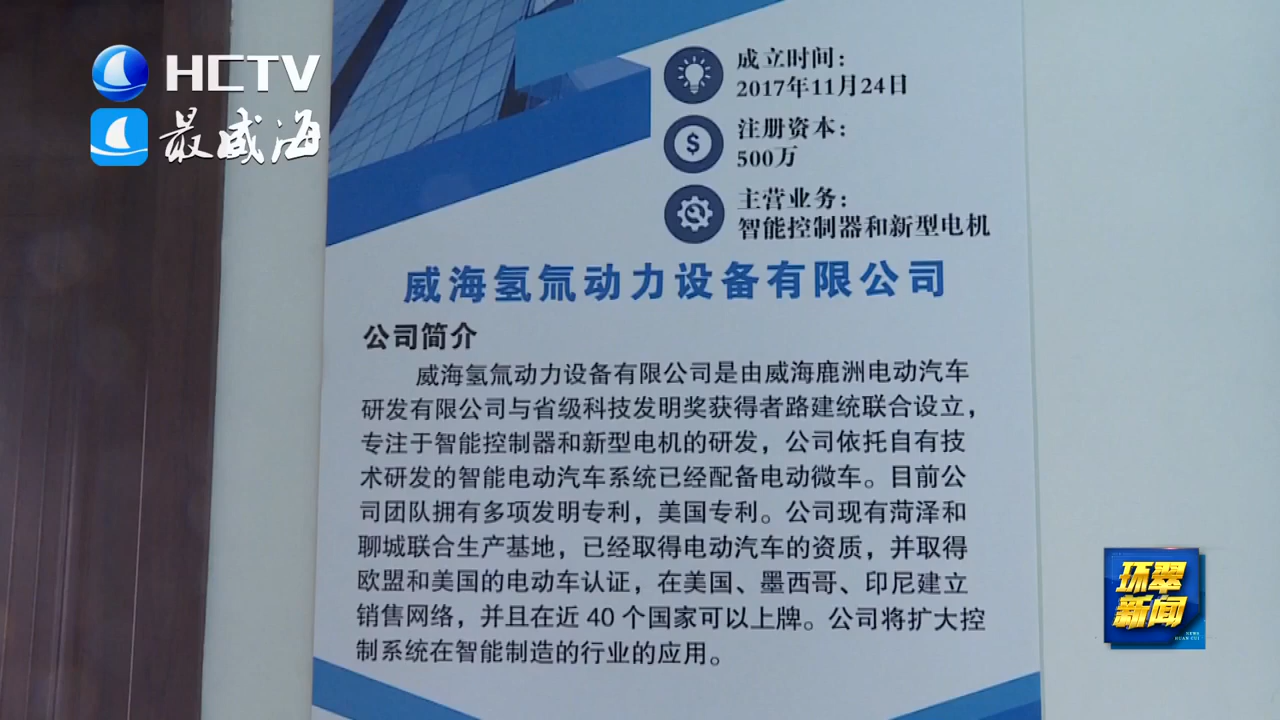 HCTV
最威海
成立时间：
2017年11月24日
注册资本：
500万
主营业务：
智能控制器和新型电机
威海氢氚动力设备有限公司
公司简介
威海氢氚动力设备有限公司是由威海鹿洲电动汽车
研发有限公司与省级科技发明奖获得者路建统联合设立，
专注于智能控制器和新型电机的研发，公司依托自有技
术研发的智能电动汽车系统已经配备电动微车。目前公
司团队拥有多项发明专利，美国专利。公司现有菏泽和
聊城联合生产基地，已经取得电动汽车的资质，并取得
欧盟和美国的电动车认证，在美国、墨西哥、印尼建立
销售网络，并且在近 40 个国家可以上牌。公司将扩大控
制系统在智能制造的行业的应用。
环翠
新闻
NEWS
HUAN CUI